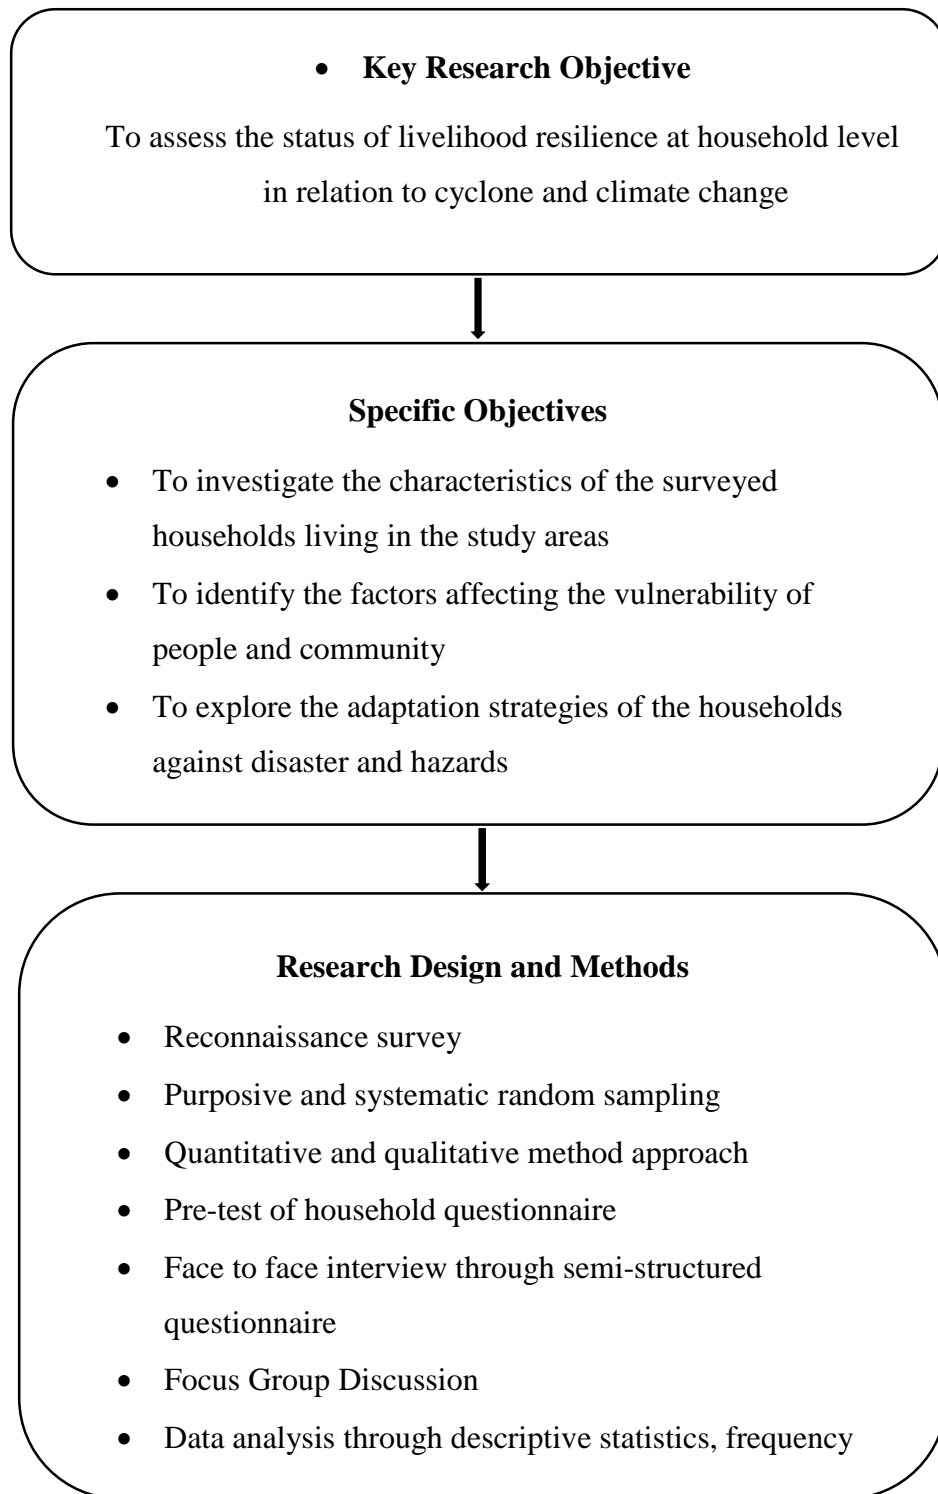 • Key Research Objective
To assess the status of livelihood resilience at household level
in relation to cyclone and climate change
Specific Objectives
• To investigate the characteristics of the surveyed
households living in the study areas
• To identify the factors affecting the vulnerability of
people and community
• To explore the adaptation strategies of the households
against disaster and hazards
Research Design and Methods
• Reconnaissance survey
• Purposive and systematic random sampling
• Quantitative and qualitative method approach
• Pre-test of household questionnaire
• Face to face interview through semi-structured
questionnaire
• Focus Group Discussion
• Data analysis through descriptive statistics, frequency